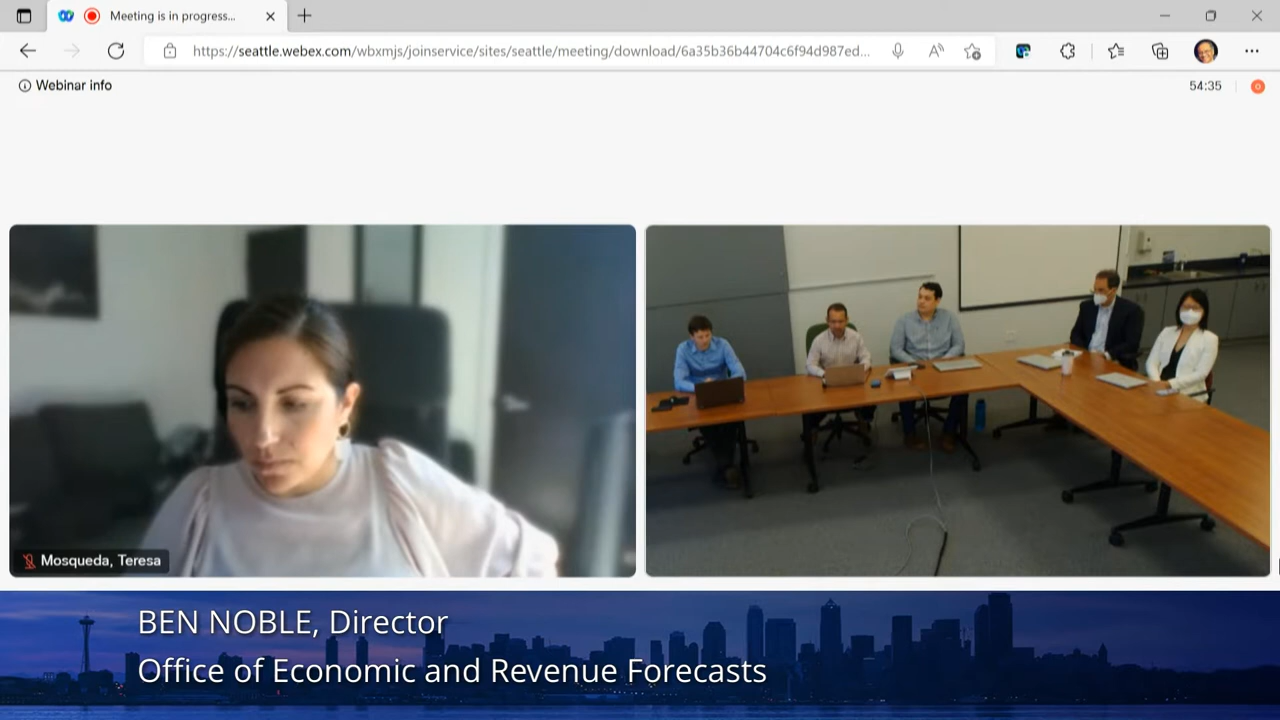 Meeting is in progress...
https://seattle.webex.com/wbxmjs/joinservice/sites/seattle/meeting/download/6a35b36b44704c6f94d987ed...
Webinar info
54:35
Mosqueda, Teresa
BEN NOBLE, Director
Office of Economic and Revenue Forecasts